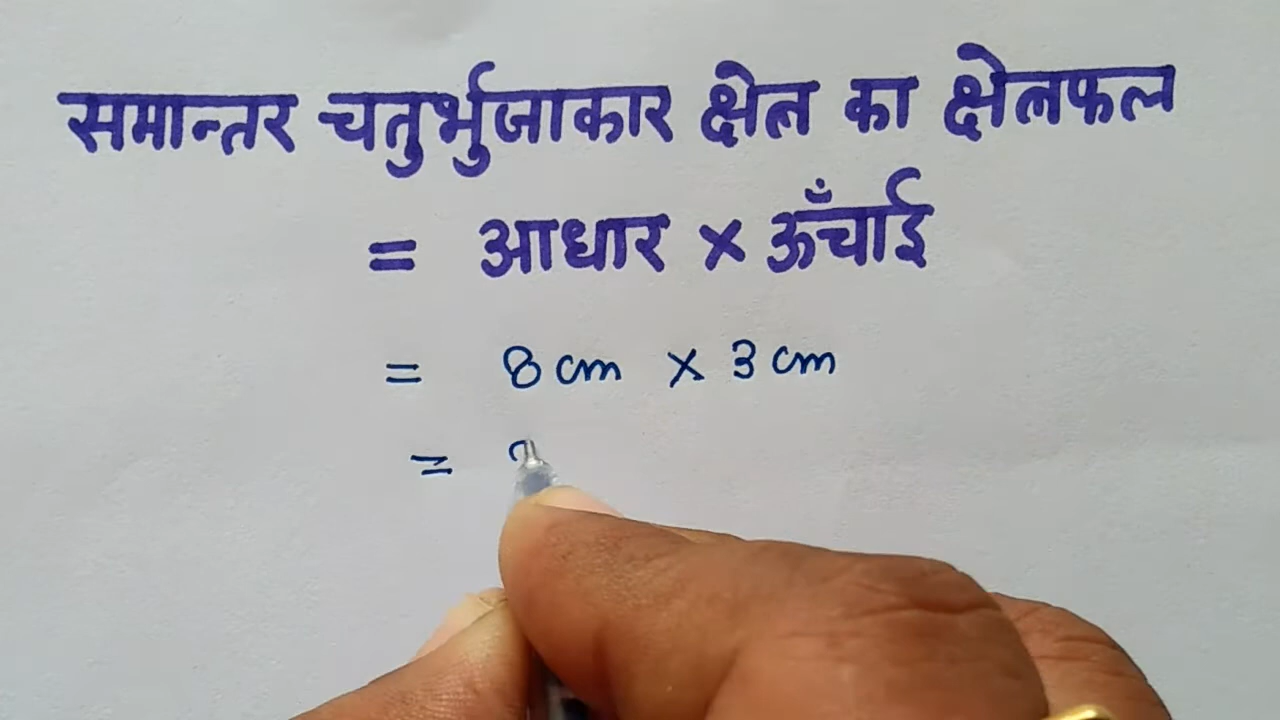 समान्तर चतुर्भुजाकार क्षेत्र का क्षेत्रफल
= आधार × ऊँचाई
= 8 cm × 3 cm
=